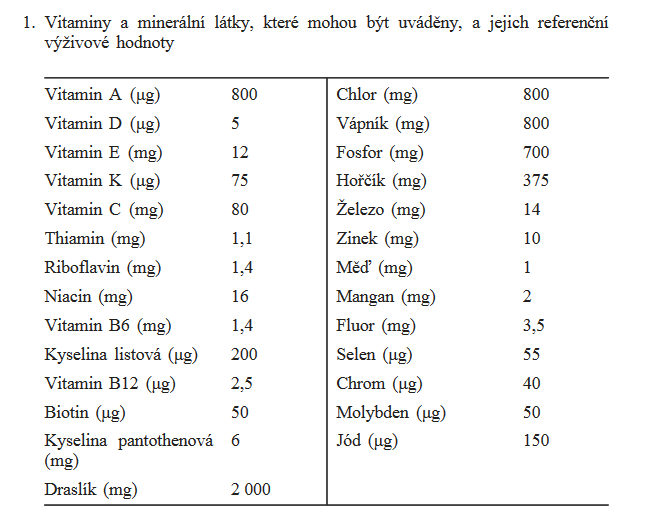 1. Vitaminy a minerální látky, které mohou být uváděny, a jejich referenční
výživové hodnoty
Vitamin A (μg) 800
Vitamin D (μg) 5
Vitamin E (mg) 12
Vitamin K (μg) 75
Vitamin C (mg) 80
Thiamin (mg) 1,1
Riboflavin (mg) 1,4
Niacin (mg) 16
Vitamin B6 (mg) 1,4
Kyselina listová (μg) 200
Vitamin B12 (μg) 2,5
Biotin (μg) 50
Kyselina pantothenová 6
(mg)
Draslík (mg) 2 000
Chlor (mg) 800
Vápník (mg) 800
Fosfor (mg) 700
Hořčík (mg) 375
Železo (mg) 14
Zinek (mg) 10
Měď (mg) 1
Mangan (mg) 2
Fluor (mg) 3,5
Selen (μg) 55
Chrom (μg) 40
Molybden (μg) 50
Jód (μg) 150